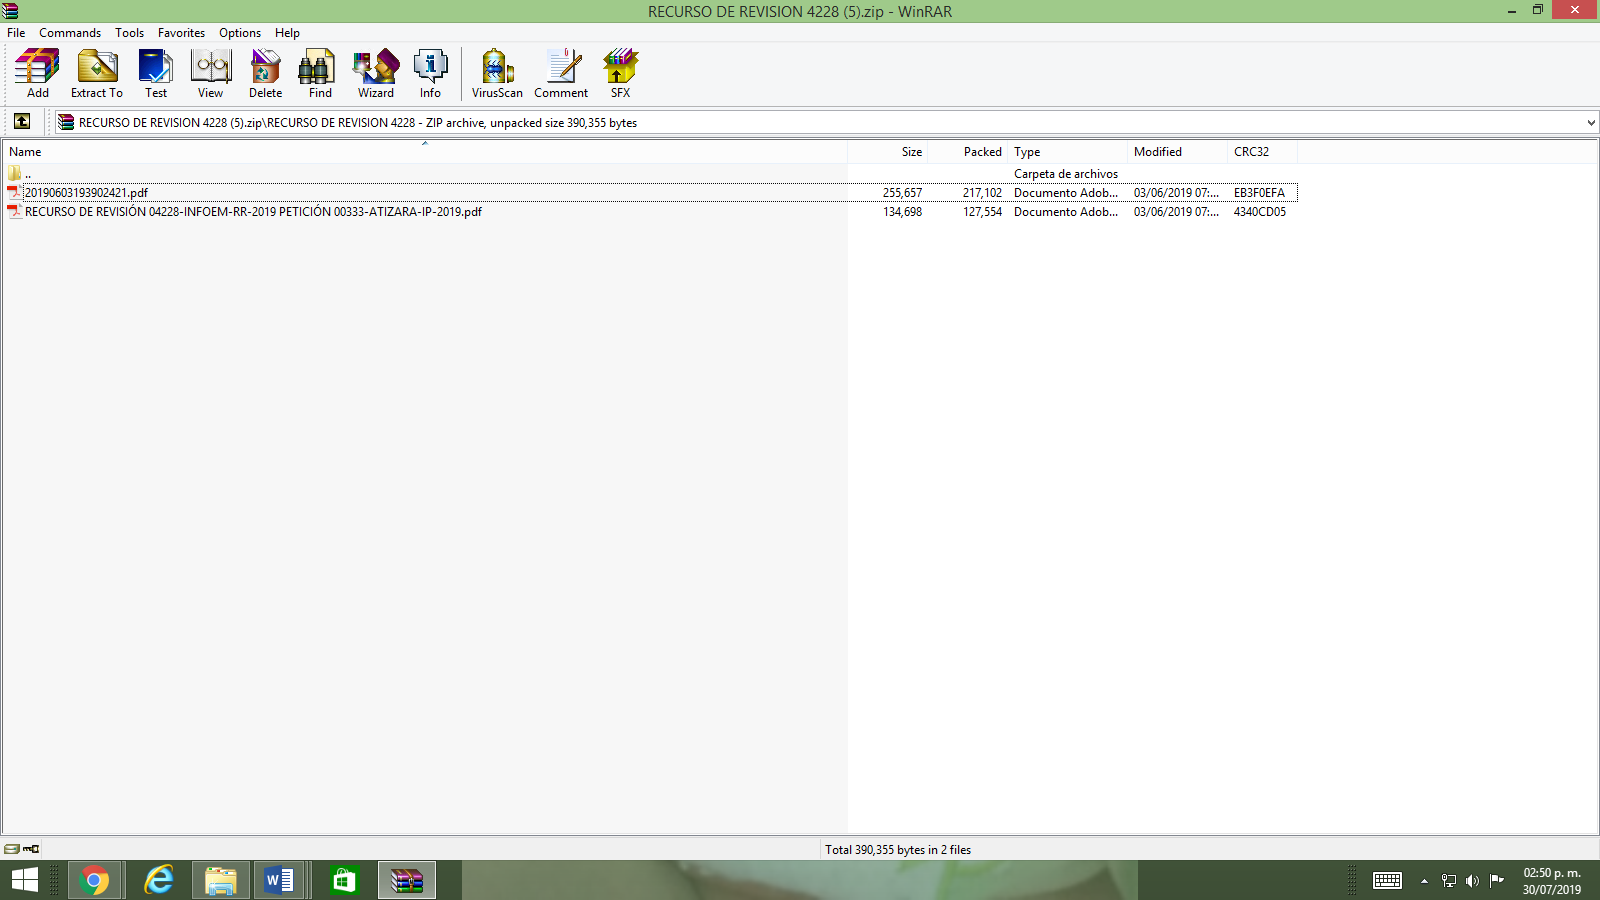 RECURSO DE REVISION 4228 (5).zip - WinRAR
File Commands Tools Favorites Options Help
Add Extract To Test View Delete Find Wizard Info VirusScan Comment SFX
RECURSO DE REVISION 4228 (5).zip\RECURSO DE REVISION 4228 - ZIP archive, unpacked size 390,355 bytes
Name Size Packed Type Modified CRC32
.. Carpeta de archivos
20190603193902421.pdf 255,657 217,102 Documento Adob... 03/06/2019 07:... EB3F0EFA
RECURSO DE REVISIÓN 04228-INFOEM-RR-2019 PETICIÓN 00333-ATIZARA-IP-2019.pdf 134,698 127,554 Documento Adob... 03/06/2019 07:... 4340CD05
Total 390,355 bytes in 2 files
02:50 p. m.
30/07/2019